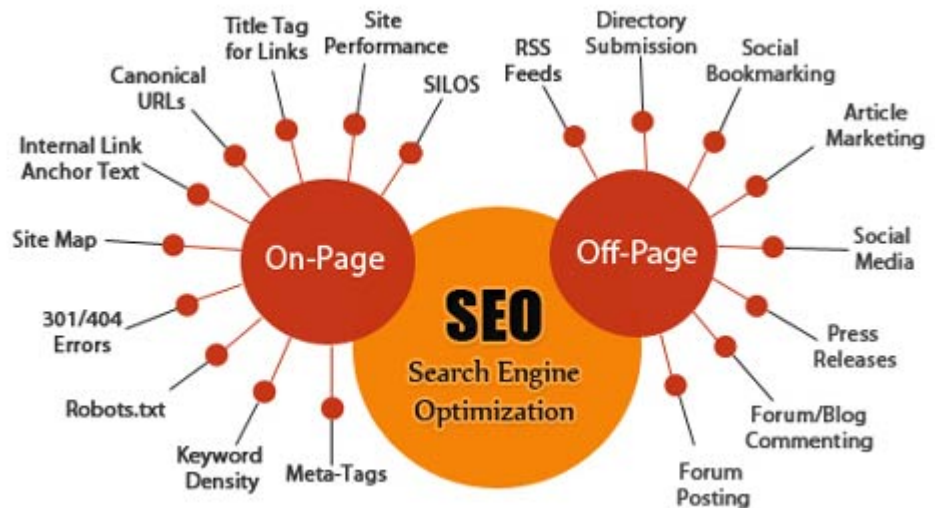 Site
Performance
Title Tag
for Links
SILOS
Canonical
URLs
Internal Link
Anchor Text
Site Map
301/404
Errors
Robots.txt
Keyword
Density
Meta-Tags
On-Page
SEO
Search Engine
Optimization
Off-Page
RSS
Feeds
Directory
Submission
Social
Bookmarking
Article
Marketing
Social
Media
Press
Releases
Forum/Blog
Commenting
Forum
Posting